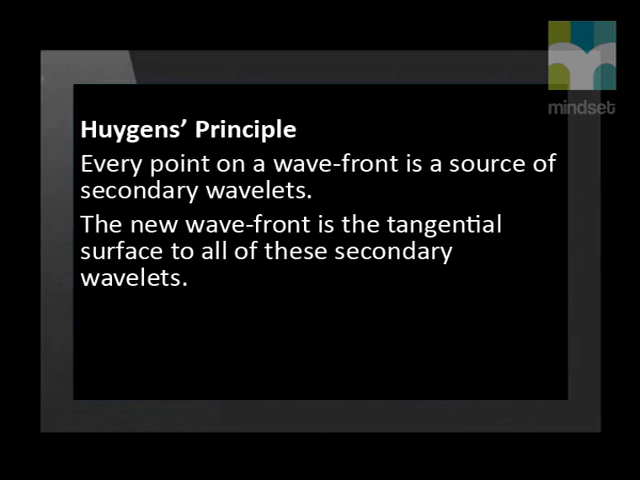 mindset
Huygens’ Principle
Every point on a wave-front is a source of
secondary wavelets.
The new wave-front is the tangential
surface to all of these secondary
wavelets.